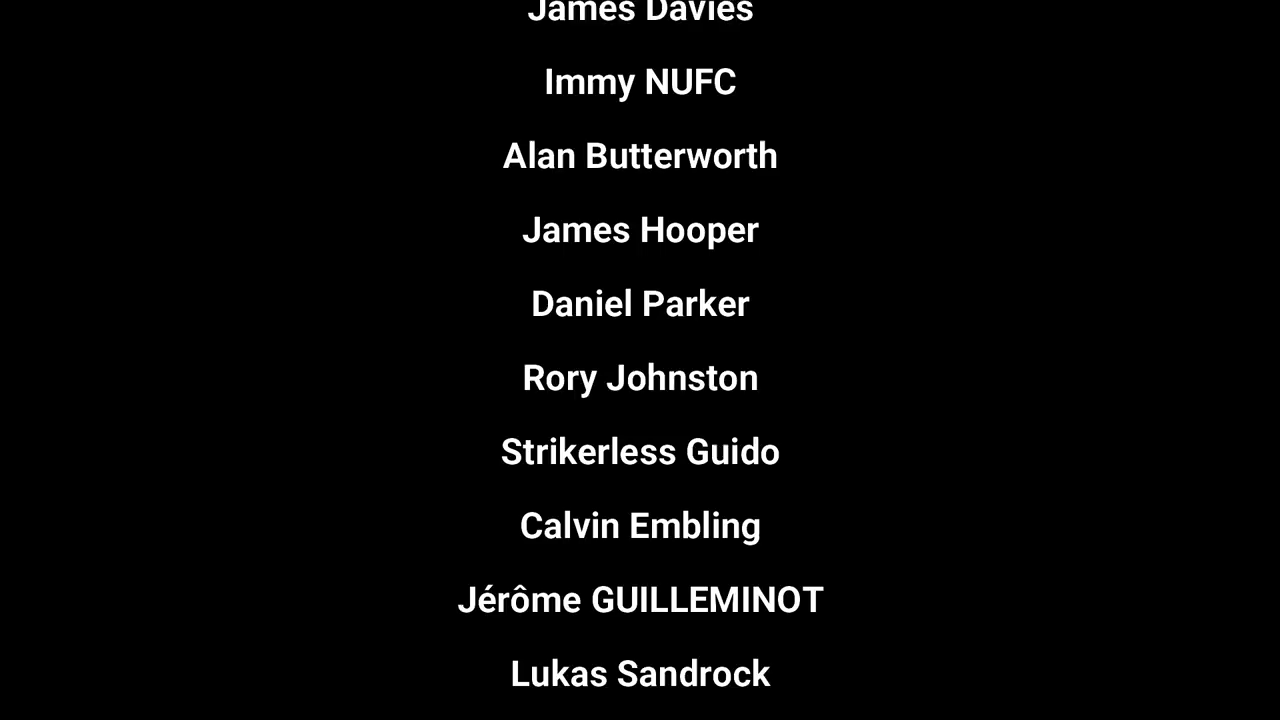 James Davies
Immy NUFC
Alan Butterworth
James Hooper
Daniel Parker
Rory Johnston
Strikerless Guido
Calvin Embling
Jérôme GUILLEMINOT
Lukas Sandrock